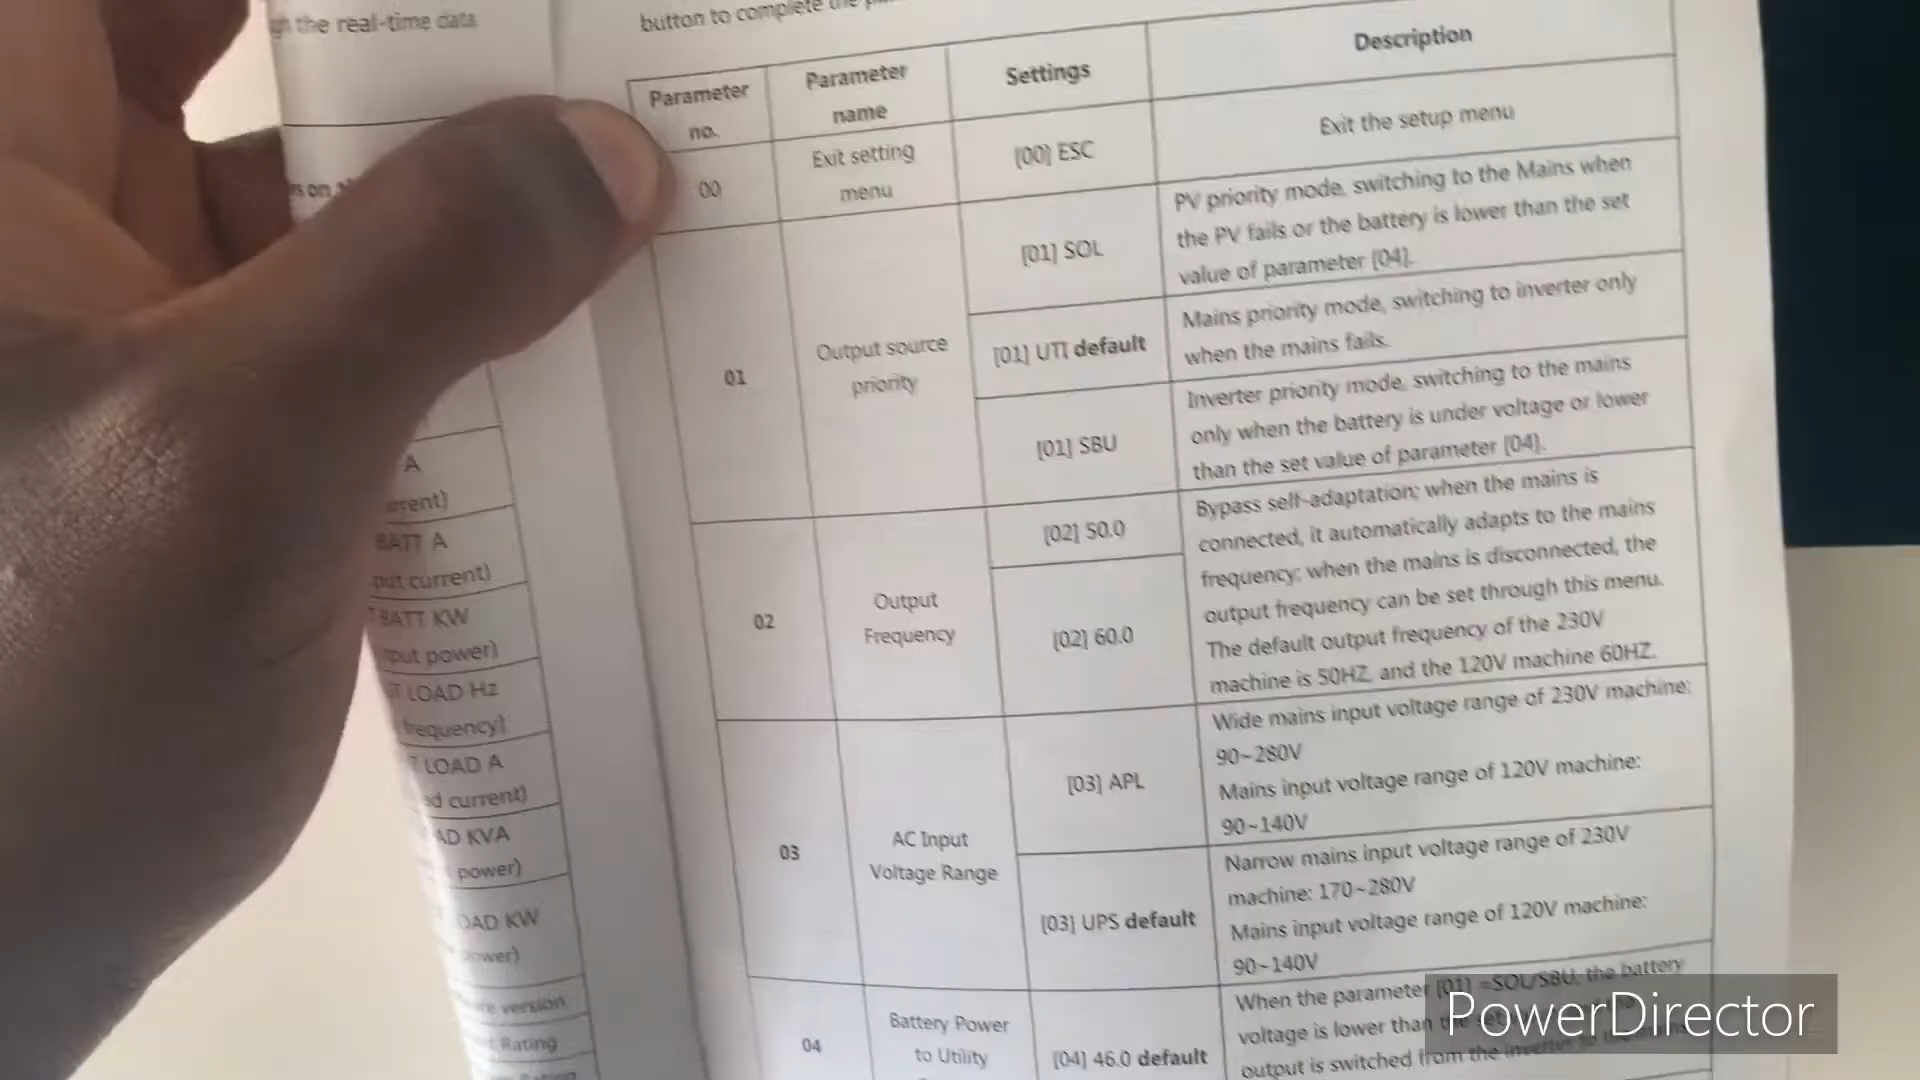 the real-time data
button to complete the
Parameter no. Parameter name Settings Description
00 Exit setting menu [00] ESC Exit the setup menu
01 Output source priority
[01] SOL
PV priority mode, switching to the Mains when
the PV fails or the battery is lower than the set
value of parameter [04].
[01] UTI default
Mains priority mode, switching to inverter only
when the mains fails.
[01] SBU
Inverter priority mode, switching to the mains
only when the battery is under voltage or lower
than the set value of parameter [04].
02 Output Frequency
[02] 50.0
[02] 60.0
Bypass self-adaptation; when the mains is
connected, it automatically adapts to the mains
frequency; when the mains is disconnected, the
output frequency can be set through this menu.
The default output frequency of the 230V
machine is 50HZ, and the 120V machine 60HZ.
03 AC Input Voltage Range
[03] APL
Wide mains input voltage range of 230V machine:
90~280V
Mains input voltage range of 120V machine:
90~140V
[03] UPS default
Narrow mains input voltage range of 230V
machine: 170~280V
Mains input voltage range of 120V machine:
90~140V
04 Battery Power to Utility
[04] 46.0 default
When the parameter [01] =SOL/SBU, the battery
voltage is lower than the
output is switched from the inverter to
A
BATT A
current)
BATT KW
power)
LOAD Hz
frequency)
LOAD A
current)
KVA
power)
KW
power)
version
Rating
PowerDirector